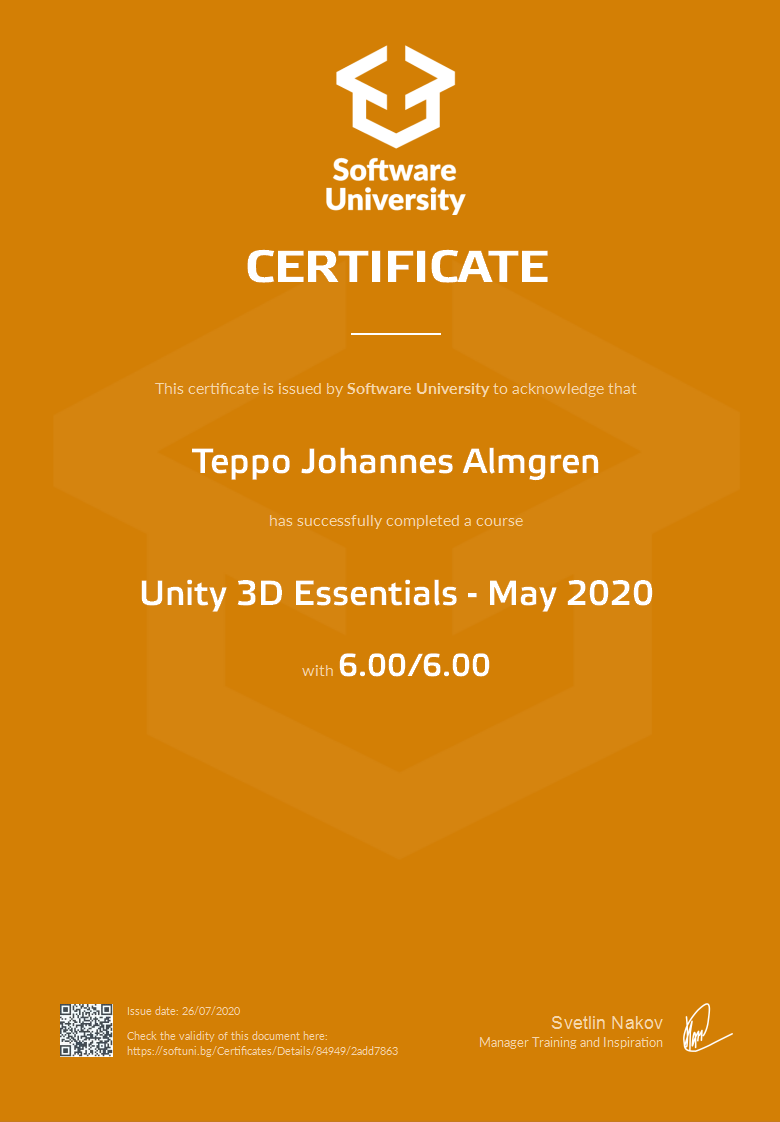 Software
University
CERTIFICATE
This certificate is issued by Software University to acknowledge that
Teppo Johannes Almgren
has successfully completed a course
Unity 3D Essentials - May 2020
with 6.00/6.00
Issue date: 26/07/2020
Check the validity of this document here:
https://softuni.bg/Certificates/Details/84949/2add7863
Svetlin Nakov
Manager Training and Inspiration